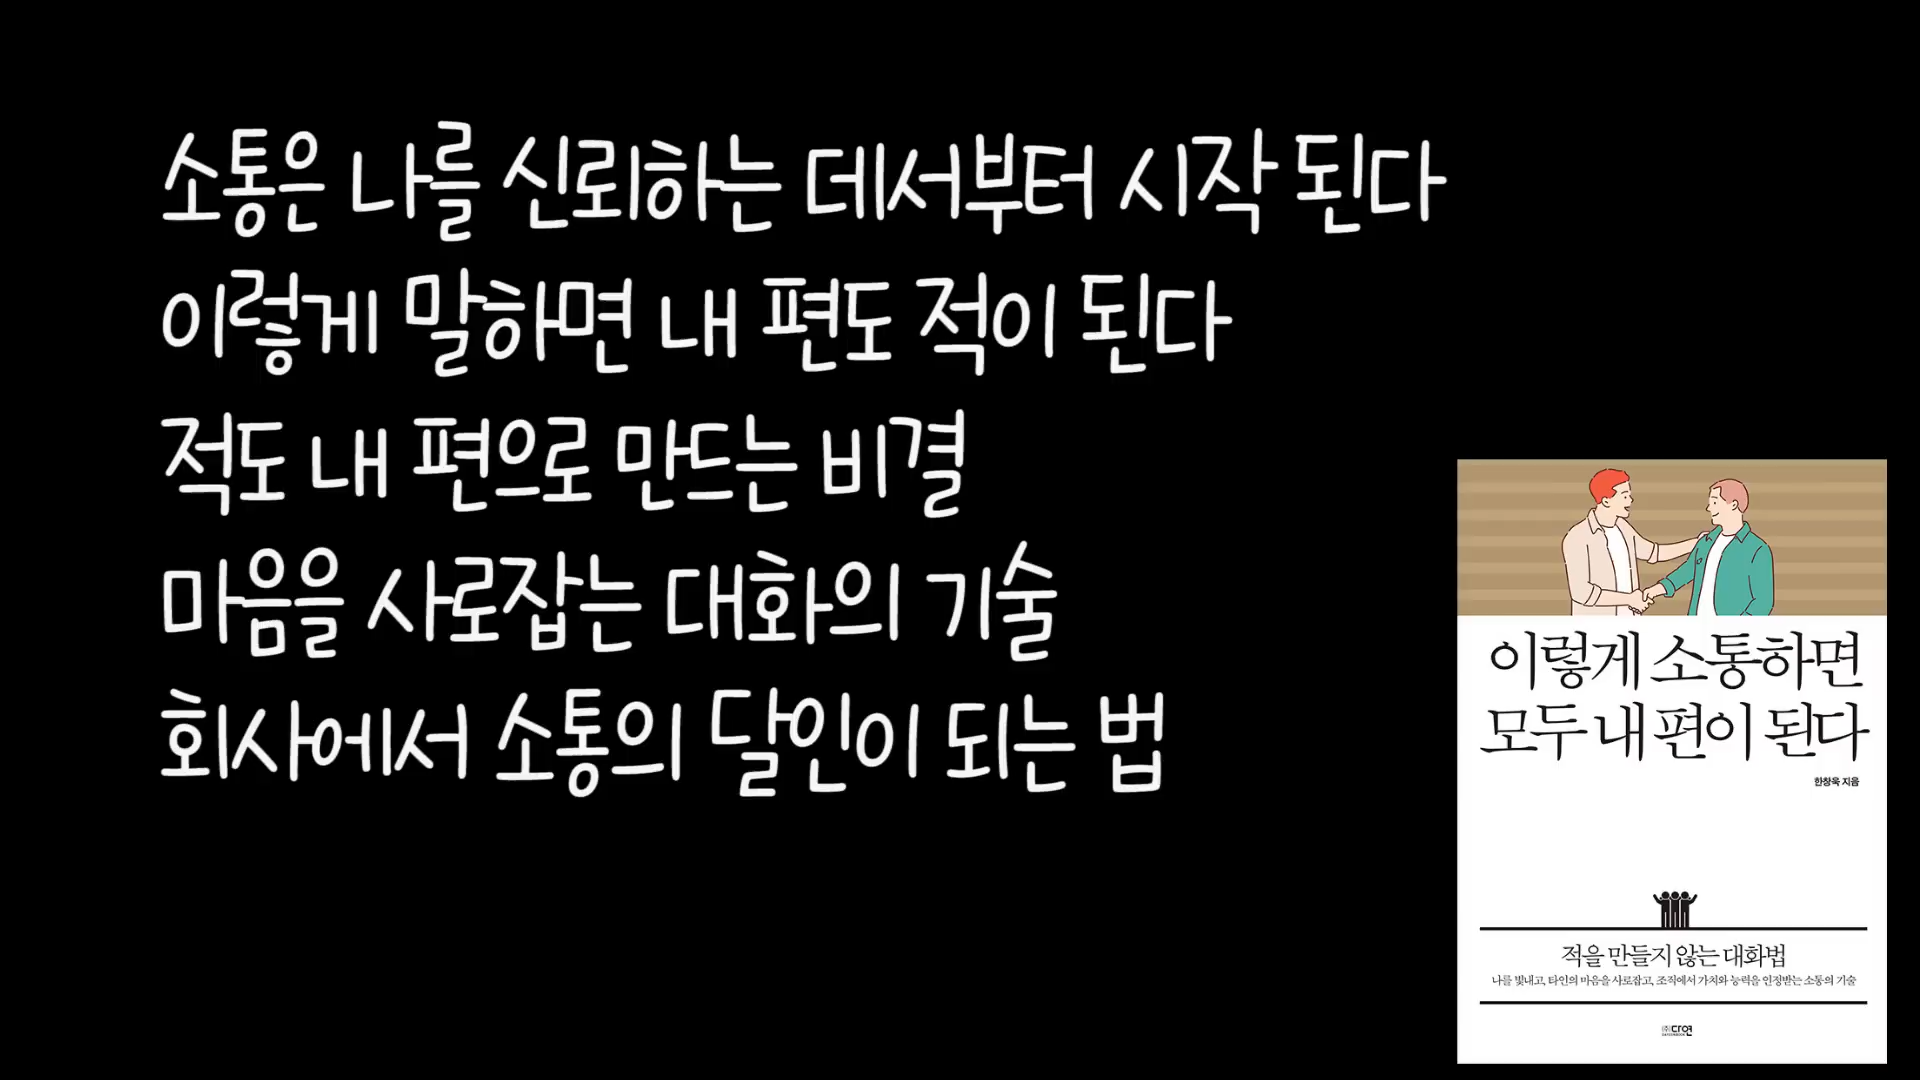 소통은 나를 신뢰하는 데서부터 시작 된다
이렇게 말하면 내 편도 적이 된다
적도 내 편으로 만드는 비결
마음을 사로잡는 대화의 기술
회사에서 소통의 달인이 되는 법
이렇게 소통하면
모두 내 편이 된다
한창욱 지음
적을 만들지 않는 대화법
나를 빛내고, 타인의 마음을 사로잡고, 조직에서 가치와 능력을 인정받는 소통의 기술
(주)다연